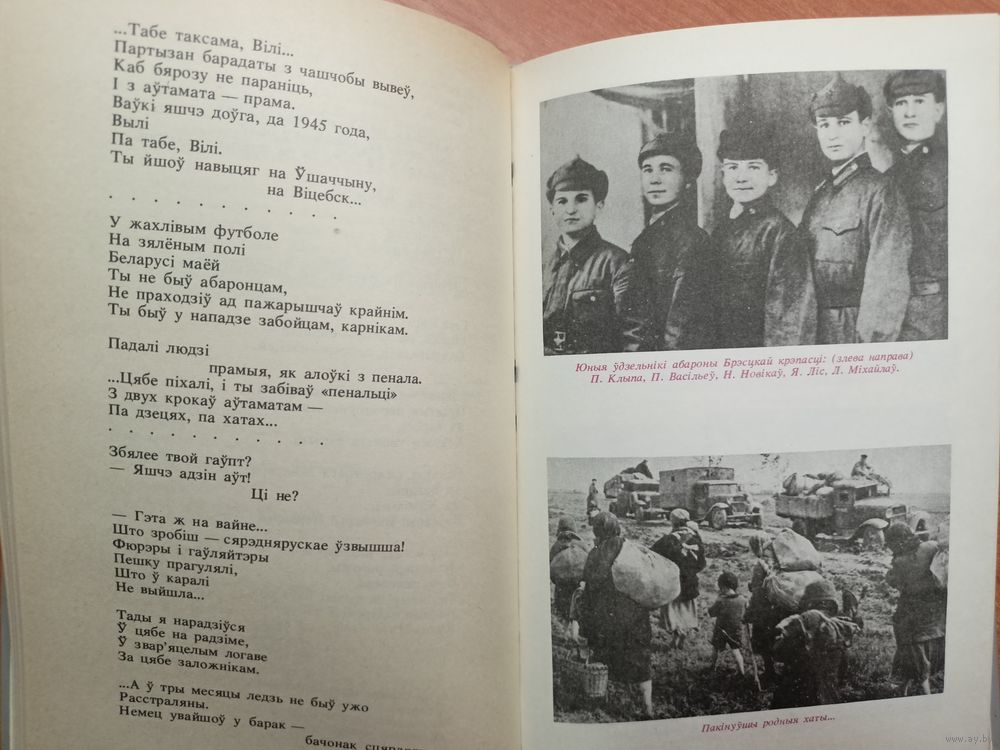 ...Табе таксама, Вілі...
Партызан барадаты з чашчобы вывеў,
Каб бярозу не параніць,
І з аўтамата — прама.
Ваўкі яшчэ доўга, да 1945 года,
Вылі
Па табе, Вілі.
Ты йшоў навыцяг на Ўшаччыну,
на Віцебск...
. . . . . . . . . . .
У жахлівым футболе
На зялёным полі
Беларусі маёй
Ты не быў абаронцам,
Не праходзіў ад пажарышчаў крайнім.
Ты быў у нападзе забойцам, карнікам.
Падалі людзі
прамыя, як алоўкі з пенала.
...Цябе піхалі, і ты забіваў «пенальці»
З двух крокаў аўтаматам —
Па дзецях, па хатах...
. . . . . . . . . . .
Збялее твой гаўпт?
— Яшчэ адзін аўт!
Ці не?
— Гэта ж на вайне...
Што зробіш — сярэднярускае ўзвышша!
Фюрэры і гаўляйтэры
Пешку прагулялі,
Што ў каралі
Не выйшла...
Тады я нарадзіўся
Ў цябе на радзіме,
Ў звар'яцелым логаве
За цябе заложнікам.
...А ў тры месяцы ледзь не быў ужо
Расстраляны.
Немец увайшоў у барак —
бачонак
Юныя ўдзельнікі абароны Брэсцкай крэпасці: (злева направа)
П. Клыпа, П. Васільеў, Н. Новікаў, Я. Ліс, Л. Міхайлаў.
Пакінуўшы родныя хаты...
www.ay.by